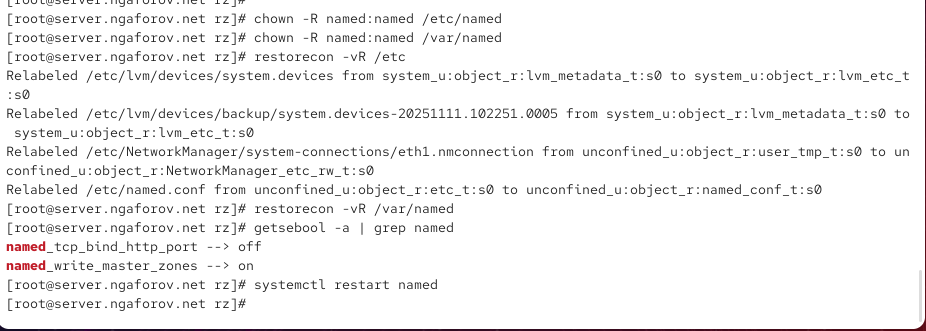 [root@server.ngaforov.net rz]#
[root@server.ngaforov.net rz]# chown -R named:named /etc/named
[root@server.ngaforov.net rz]# chown -R named:named /var/named
[root@server.ngaforov.net rz]# restorecon -vR /etc
Relabeled /etc/lvm/devices/system.devices from system_u:object_r:lvm_metadata_t:s0 to system_u:object_r:lvm_etc_t
:s0
Relabeled /etc/lvm/devices/backup/system.devices-20251111.102251.0005 from system_u:object_r:lvm_metadata_t:s0 to
 system_u:object_r:lvm_etc_t:s0
Relabeled /etc/NetworkManager/system-connections/eth1.nmconnection from unconfined_u:object_r:user_tmp_t:s0 to un
confined_u:object_r:NetworkManager_etc_rw_t:s0
Relabeled /etc/named.conf from unconfined_u:object_r:etc_t:s0 to unconfined_u:object_r:named_conf_t:s0
[root@server.ngaforov.net rz]# restorecon -vR /var/named
[root@server.ngaforov.net rz]# getsebool -a | grep named
named_tcp_bind_http_port --> off
named_write_master_zones --> on
[root@server.ngaforov.net rz]# systemctl restart named
[root@server.ngaforov.net rz]#